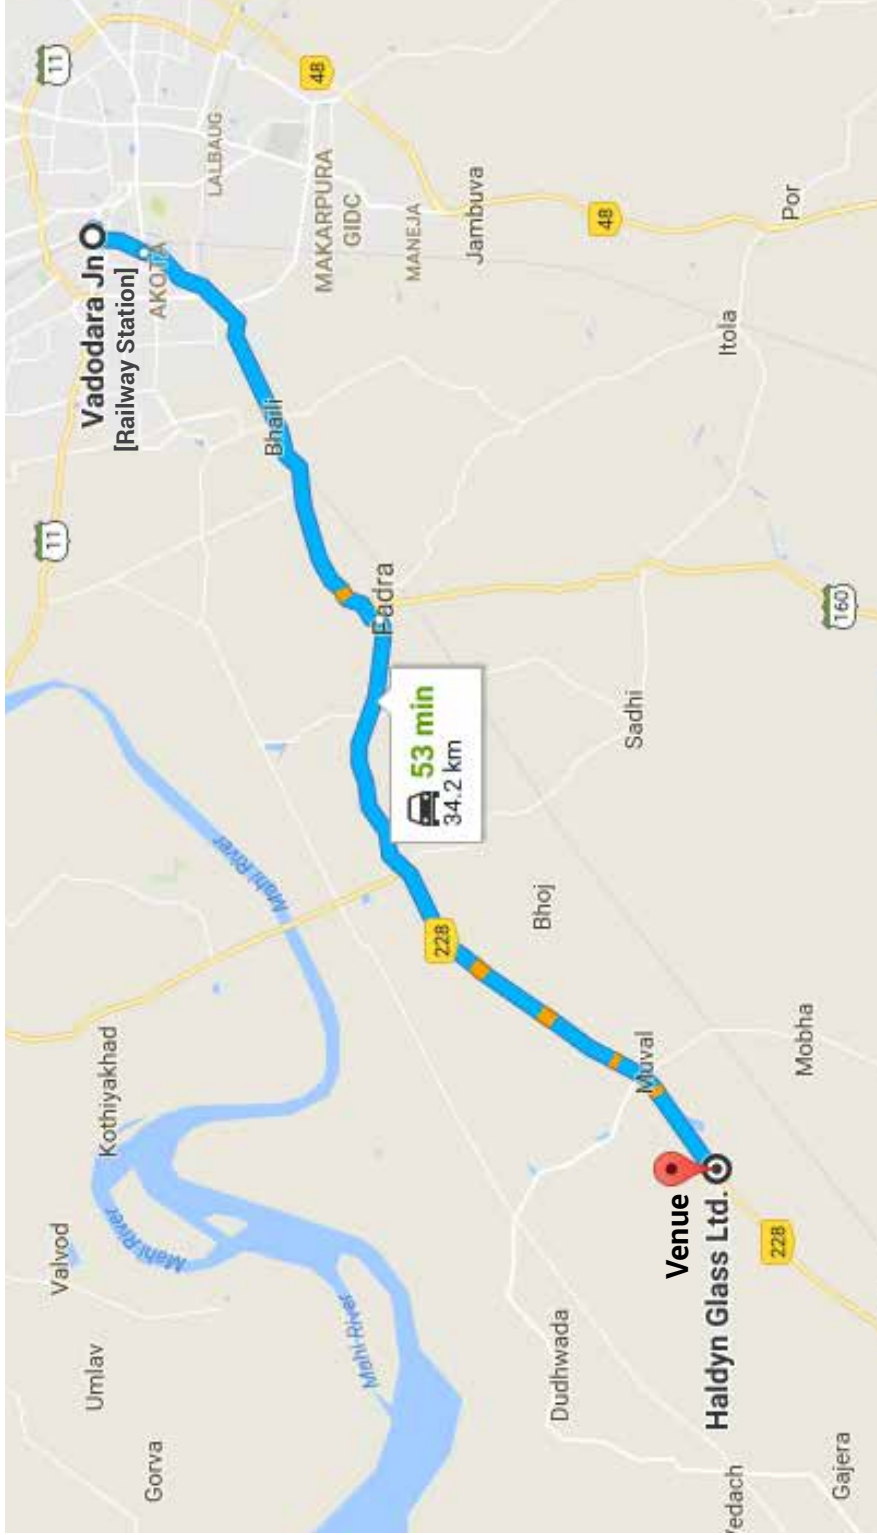 11
11
Valvod
Vadodara Jn
[Railway Station]
Umlav
Kothiyakhad
Gorva
Mahi River
AKOTA
LALBAUG
Mahi River
Bhaili
48
MAKARPURA
GIDC
Mahi River
Padra
MANEJA
53 min
34.2 km
228
Jambuva
Bhoj
Dudhwada
48
Sadhi
Muval
Venue
Haldyn Glass Ltd.
Itola
Vedach
228
Mobha
Por
Gajera
160